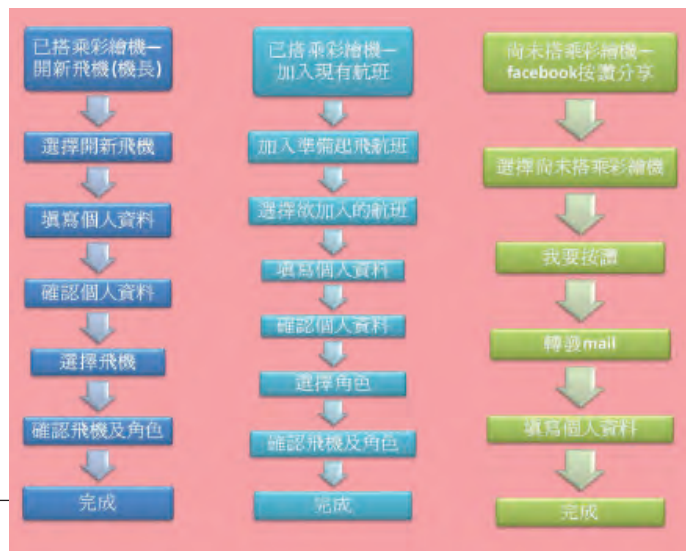 已搭乘彩繪機—
開新飛機(機長)
選擇開新飛機
填寫個人資料
確認個人資料
選擇飛機
確認飛機及角色
完成
已搭乘彩繪機—
加入現有航班
加入準備起飛航班
選擇欲加入的航班
填寫個人資料
確認個人資料
選擇角色
確認飛機及角色
完成
尚未搭乘彩繪機—
facebook按讚分享
選擇尚未搭乘彩繪機
我要按讚
轉發mail
填寫個人資料
完成